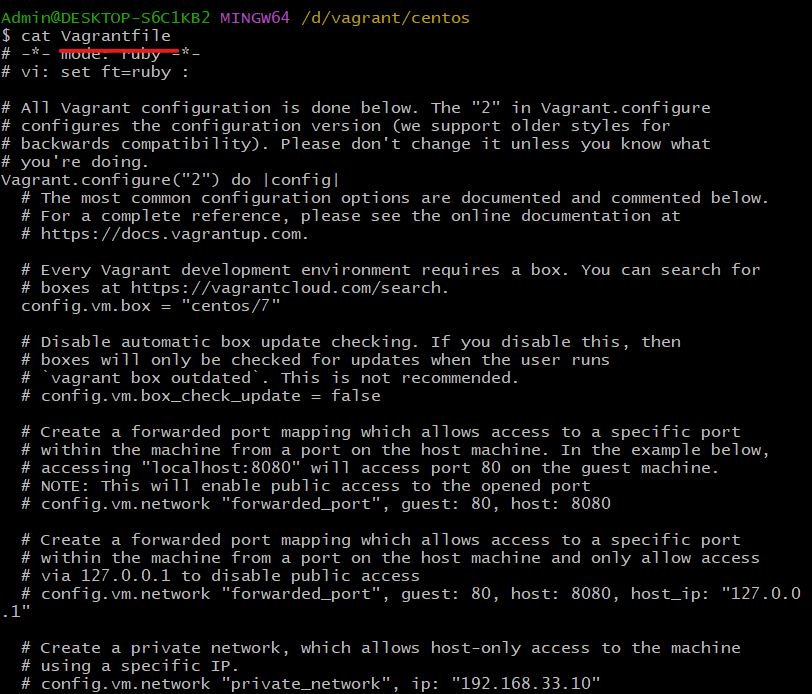 Admin@DESKTOP-S6C1KB2 MINGW64 /d/vagrant/centos
$ cat Vagrantfile
# -*- mode: ruby -*-
# vi: set ft=ruby :

# All Vagrant configuration is done below. The "2" in Vagrant.configure
# configures the configuration version (we support older styles for
# backwards compatibility). Please don't change it unless you know what
# you're doing.
Vagrant.configure("2") do |config|
  # The most common configuration options are documented and commented below.
  # For a complete reference, please see the online documentation at
  # https://docs.vagrantup.com.

  # Every Vagrant development environment requires a box. You can search for
  # boxes at https://vagrantcloud.com/search.
  config.vm.box = "centos/7"

  # Disable automatic box update checking. If you disable this, then
  # boxes will only be checked for updates when the user runs
  # `vagrant box outdated`. This is not recommended.
  # config.vm.box_check_update = false

  # Create a forwarded port mapping which allows access to a specific port
  # within the machine from a port on the host machine. In the example below,
  # accessing "localhost:8080" will access port 80 on the guest machine.
  # NOTE: This will enable public access to the opened port
  # config.vm.network "forwarded_port", guest: 80, host: 8080

  # Create a forwarded port mapping which allows access to a specific port
  # within the machine from a port on the host machine and only allow access
  # via 127.0.0.1 to disable public access
  # config.vm.network "forwarded_port", guest: 80, host: 8080, host_ip: "127.0.0
.1"

  # Create a private network, which allows host-only access to the machine
  # using a specific IP.
  # config.vm.network "private_network", ip: "192.168.33.10"